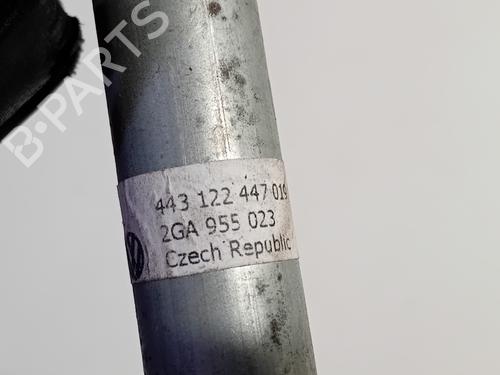 B-PARTS
443 122 447 019
2GA 955 023
Czech Republic